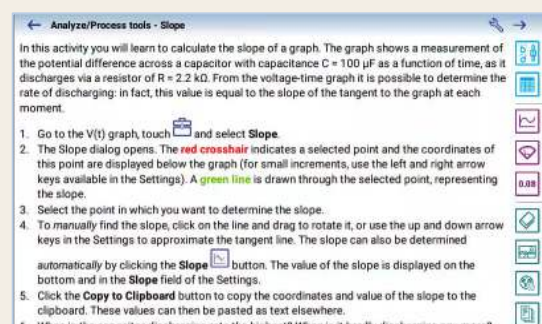 Analyze/Process tools - Slope
In this activity you will learn to calculate the slope of a graph. The graph shows a measurement of
the potential difference across a capacitor with capacitance C = 100 µF as a function of time, as it
discharges via a resistor of R = 2.2 kΩ. From the voltage-time graph it is possible to determine the
rate of discharging: in fact, this value is equal to the slope of the tangent to the graph at each
moment.
1. Go to the V(t) graph, touch and select Slope.
2. The Slope dialog opens. The red crosshair indicates a selected point and the coordinates of
this point are displayed below the graph (for small increments, use the left and right arrow
keys available in the Settings). A green line is drawn through the selected point, representing
the slope.
3. Select the point in which you want to determine the slope.
4. To manually find the slope, click on the line and drag to rotate it, or use the up and down arrow
keys in the Settings to approximate the tangent line. The slope can also be determined
automatically by clicking the Slope button. The value of the slope is displayed on the
bottom and in the Slope field of the Settings.
5. Click the Copy to Clipboard button to copy the coordinates and value of the slope to the
clipboard. These values can then be pasted as text elsewhere.